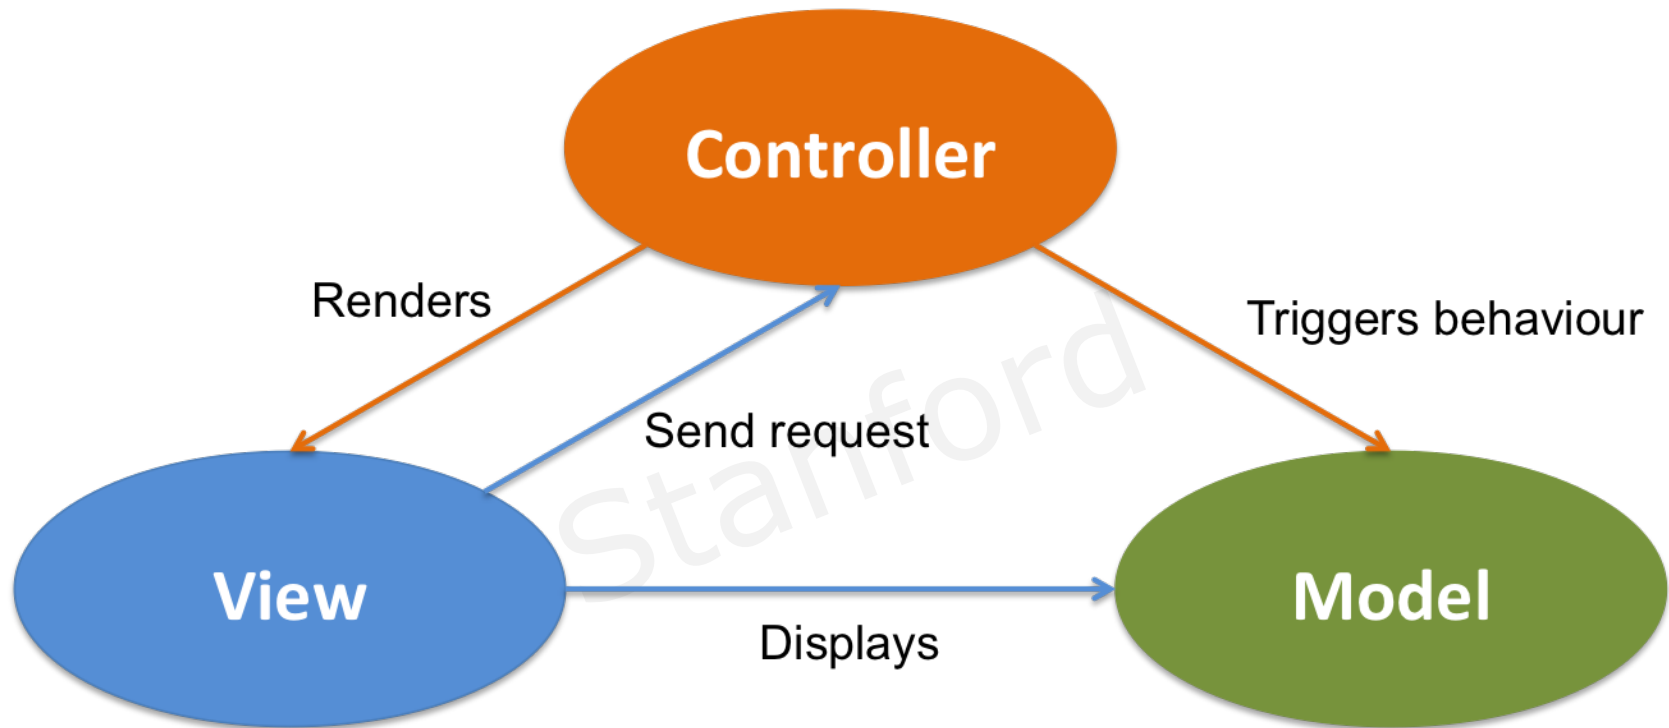 Controller
Renders
Triggers behaviour
Send request
Stanford
View
Model
Displays